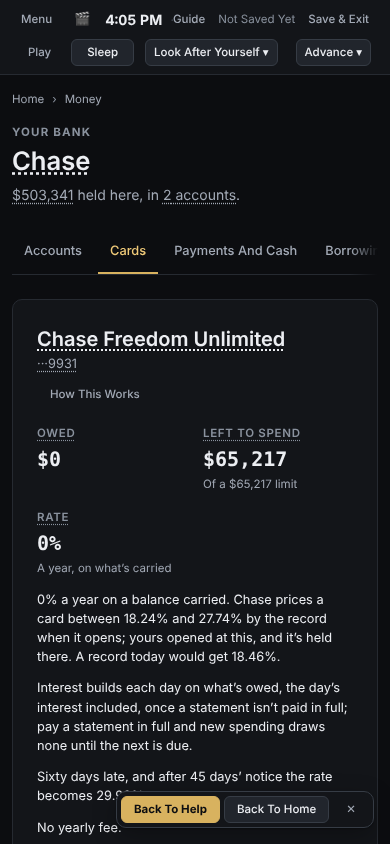 Menu 🎬 4:05 PM Guide Not Saved Yet Save & Exit
Play Sleep Look After Yourself ▾ Advance ▾
Home › Money
YOUR BANK
Chase
$503,341 held here, in 2 accounts.
Accounts Cards Payments And Cash
Chase Freedom Unlimited
···9931
How This Works
OWED LEFT TO SPEND
$0 $65,217
Of a $65,217 limit
RATE
0%
A year, on what's carried
0% a year on a balance carried. Chase prices a
card between 18.24% and 27.74% by the record
when it opens; yours opened at this, and it's held
there. A record today would get 18.46%.
Interest builds each day on what's owed, the day's
interest included, once a statement isn't paid in full;
pay a statement in full and new spending draws
none until the next is due.
Sixty days late, and after 45 days' notice the rate
becomes
Back To Help Back To Home ×
No yearly fee.